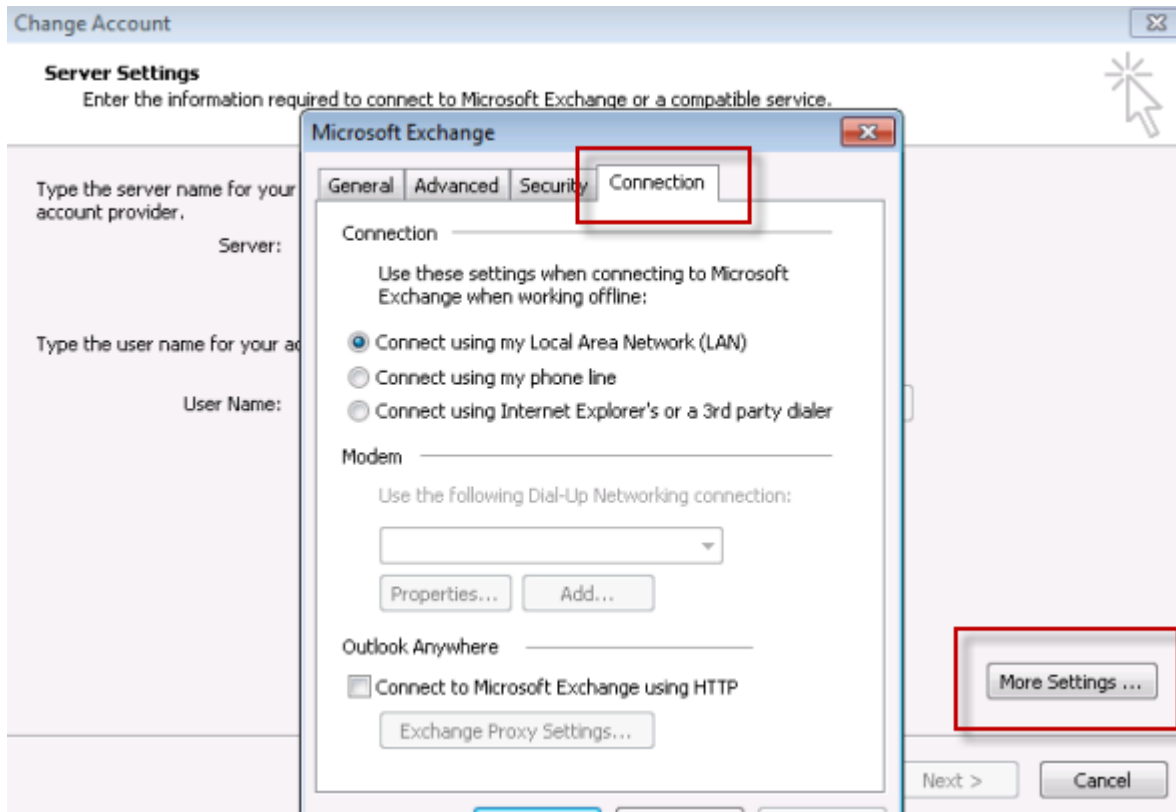 Change Account
Server Settings
Enter the information required to connect to Microsoft Exchange or a compatible service.
Microsoft Exchange
General Advanced Security Connection
Type the server name for your
account provider.
Server:
Connection
Use these settings when connecting to Microsoft
Exchange when working offline:
Type the user name for your ac
Connect using my Local Area Network (LAN)
Connect using my phone line
User Name:
Connect using Internet Explorer's or a 3rd party dialer
Modem
Use the following Dial-Up Networking connection:
Properties... Add...
Outlook Anywhere
Connect to Microsoft Exchange using HTTP
More Settings ...
Exchange Proxy Settings...
Next > Cancel